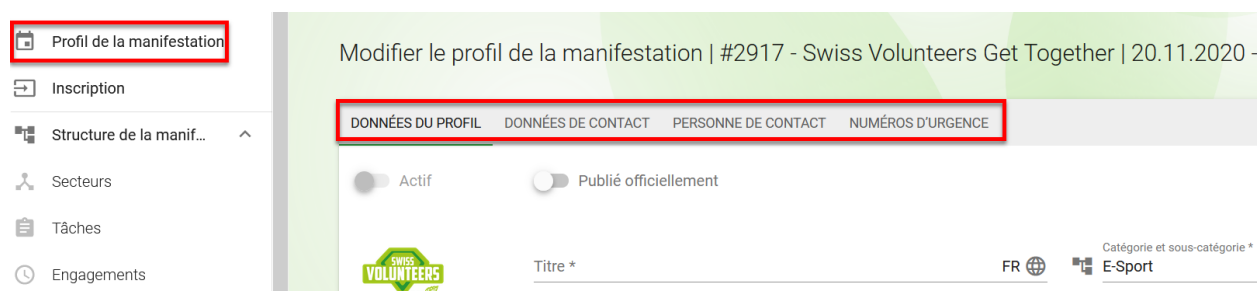 Profil de la manifestation
Inscription
Structure de la manif...
Secteurs
Tâches
Engagements
Modifier le profil de la manifestation | #2917 - Swiss Volunteers Get Together | 20.11.2020 -
DONNÉES DU PROFIL DONNÉES DE CONTACT PERSONNE DE CONTACT NUMÉROS D'URGENCE
Actif Publié officiellement
SWISS
VOLUNTEERS
Titre * FR
Catégorie et sous-catégorie *
E-Sport